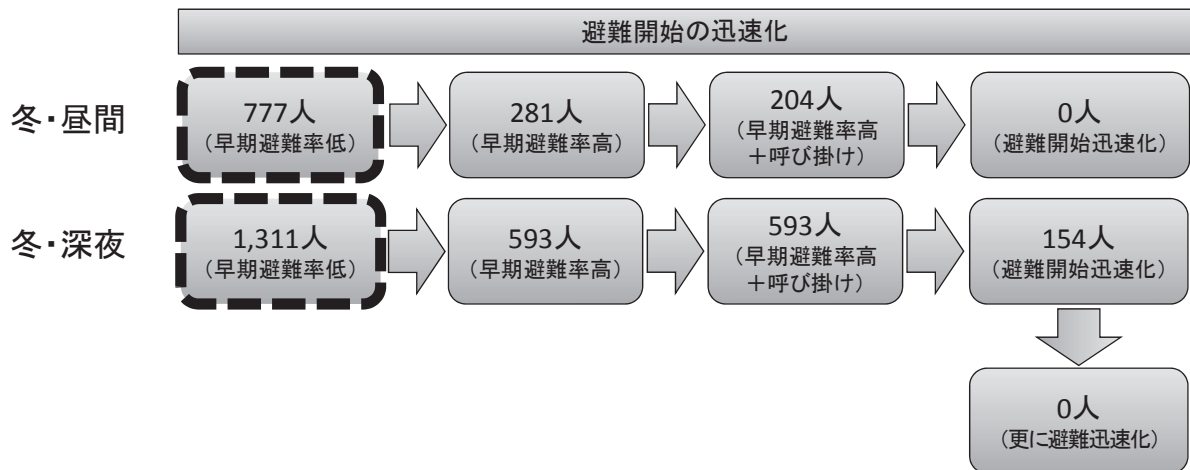 避難開始の迅速化
冬・昼間
777人
（早期避難率低）
281人
（早期避難率高）
204人
（早期避難率高
＋呼び掛け）
0人
（避難開始迅速化）
冬・深夜
1,311人
（早期避難率低）
593人
（早期避難率高）
593人
（早期避難率高
＋呼び掛け）
154人
（避難開始迅速化）
0人
（更に避難迅速化）